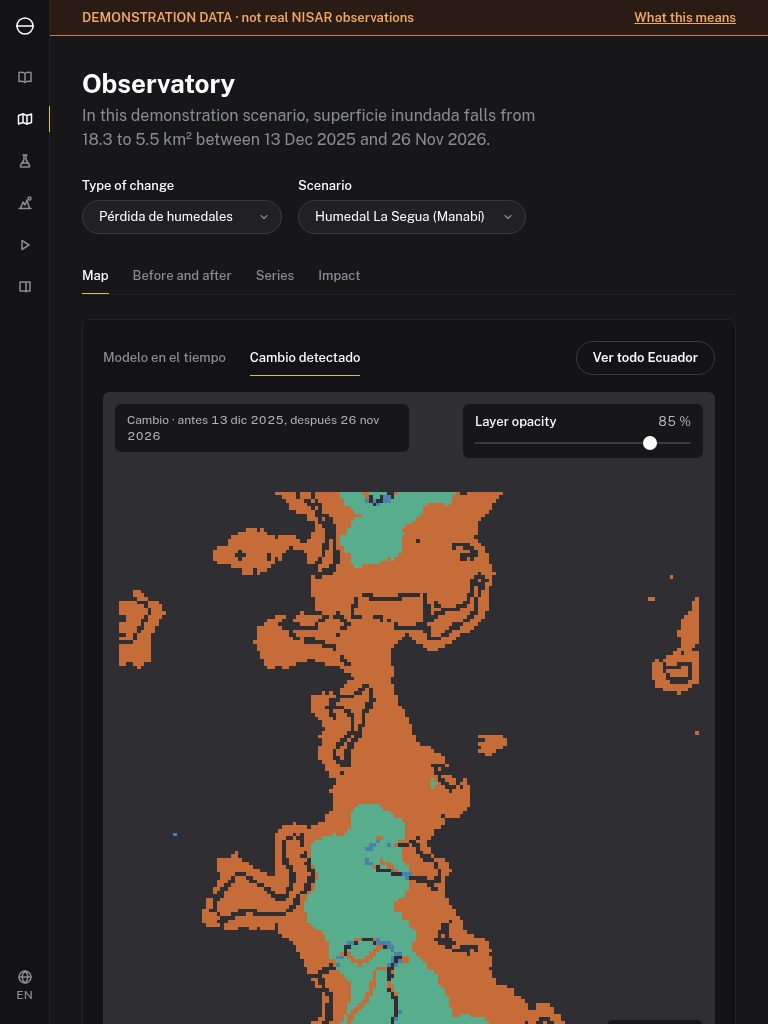 DEMONSTRATION DATA · not real NISAR observations
What this means
Observatory
In this demonstration scenario, superficie inundada falls from
18.3 to 5.5 km² between 13 Dec 2025 and 26 Nov 2026.
Type of change
Scenario
Pérdida de humedales
Humedal La Segua (Manabí)
Map
Before and after
Series
Impact
Modelo en el tiempo
Cambio detectado
Ver todo Ecuador
Cambio · antes 13 dic 2025, después 26 nov
2026
Layer opacity
85 %
EN